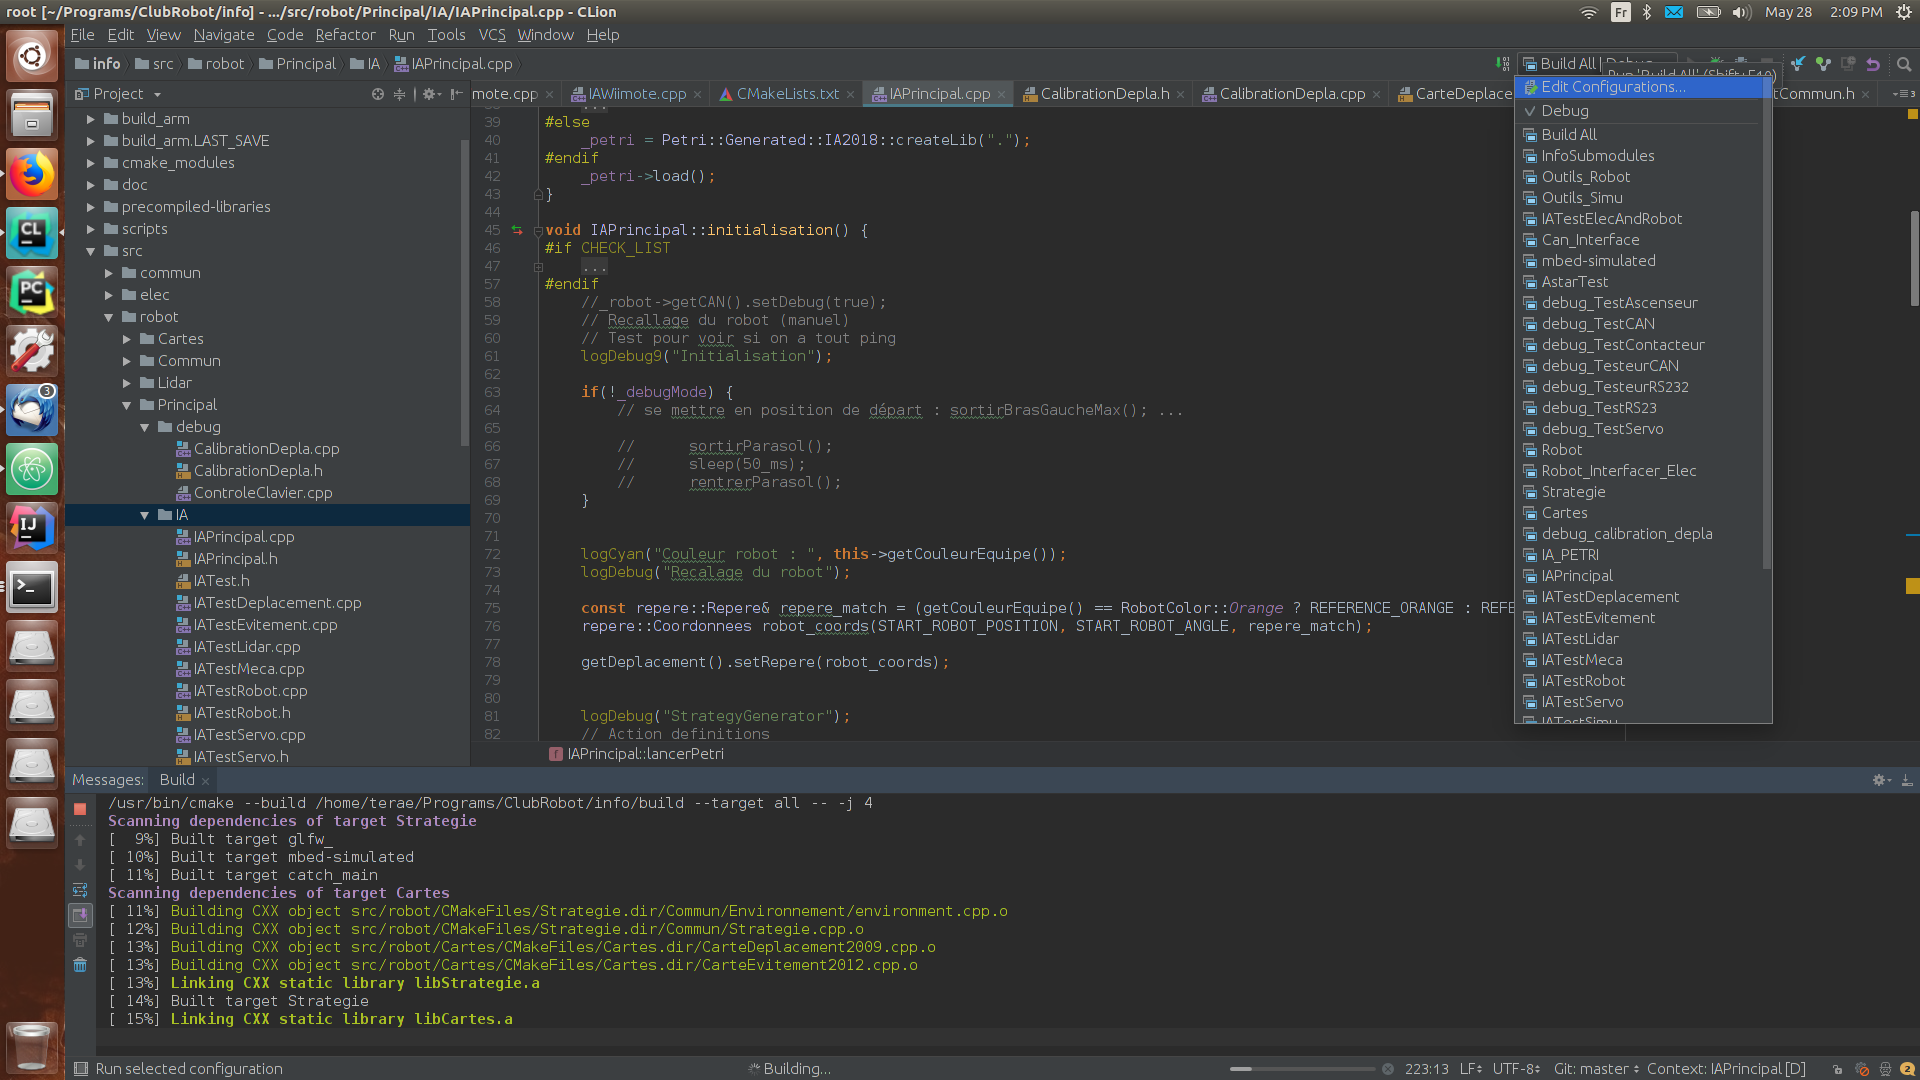 root [~/Programs/ClubRobot/info] - .../src/robot/Principal/IA/IAPrincipal.cpp - CLion
Fr
May 28
2:09 PM
File Edit View Navigate Code Refactor Run Tools VCS Window Help
info
src
robot
Principal
IA
IAPrincipal.cpp
Build All | Debug
Run 'Build All' (Shift+F10)
Project
mote.cpp
IAWiimote.cpp
CMakeLists.txt
IAPrincipal.cpp
CalibrationDepla.h
CalibrationDepla.cpp
CarteDeplace
tCommun.h
3
build_arm
build_arm.LAST_SAVE
cmake_modules
doc
precompiled-libraries
scripts
src
commun
elec
robot
Cartes
Commun
Lidar
Principal
debug
CalibrationDepla.cpp
CalibrationDepla.h
ControleClavier.cpp
IA
IAPrincipal.cpp
IAPrincipal.h
IATest.h
IATestDeplacement.cpp
IATestEvitement.cpp
IATestLidar.cpp
IATestMeca.cpp
IATestRobot.cpp
IATestRobot.h
IATestServo.cpp
IATestServo.h
CL
PC
3
IJ
38 ...
39 #else
40 _petri = Petri::Generated::IA2018::createLib(".");
41 #endif
42 _petri->load();
43 }
44
45 void IAPrincipal::initialisation() {
46 #if CHECK_LIST
47 ...
57 #endif
58 //_robot->getCAN().setDebug(true);
59 // Recallage du robot (manuel)
60 // Test pour voir si on a tout ping
61 logDebug9("Initialisation");
62
63 if(!_debugMode) {
64 // se mettre en position de départ : sortirBrasGaucheMax(); ...
65
66 // sortirParasol();
67 // sleep(50_ms);
68 // rentrerParasol();
69 }
70
71
72 logCyan("Couleur robot : ", this->getCouleurEquipe());
73 logDebug("Recalage du robot");
74
75 const repere::Repere& repere_match = (getCouleurEquipe() == RobotColor::Orange ? REFERENCE_ORANGE : REFE
76 repere::Coordonnees robot_coords(START_ROBOT_POSITION, START_ROBOT_ANGLE, repere_match);
77
78 getDeplacement().setRepere(robot_coords);
79
80
81 logDebug("StrategyGenerator");
82 // Action definitions
IAPrincipal::lancerPetri
Edit Configurations...
Debug
Build All
InfoSubmodules
Outils_Robot
Outils_Simu
IATestElecAndRobot
Can_Interface
mbed-simulated
AstarTest
debug_TestAscenseur
debug_TestCAN
debug_TestContacteur
debug_TesteurCAN
debug_TesteurRS232
debug_TestRS23
debug_TestServo
Robot
Robot_Interfacer_Elec
Strategie
Cartes
debug_calibration_depla
IA_PETRI
IAPrincipal
IATestDeplacement
IATestEvitement
IATestLidar
IATestMeca
IATestRobot
IATestServo
IATestSimu
Messages: Build
/usr/bin/cmake --build /home/terae/Programs/ClubRobot/info/build --target all -- -j 4
Scanning dependencies of target Strategie
[  9%] Built target glfw_
[ 10%] Built target mbed-simulated
[ 11%] Built target catch_main
Scanning dependencies of target Cartes
[ 11%] Building CXX object src/robot/CMakeFiles/Strategie.dir/Commun/Environnement/environment.cpp.o
[ 12%] Building CXX object src/robot/CMakeFiles/Strategie.dir/Commun/Strategie.cpp.o
[ 13%] Building CXX object src/robot/Cartes/CMakeFiles/Cartes.dir/CarteDeplacement2009.cpp.o
[ 13%] Building CXX object src/robot/Cartes/CMakeFiles/Cartes.dir/CarteEvitement2012.cpp.o
[ 13%] Linking CXX static library libStrategie.a
[ 14%] Built target Strategie
[ 15%] Linking CXX static library libCartes.a
Run selected configuration
Building...
223:13
LF
UTF-8
Git: master
Context: IAPrincipal [D]
2